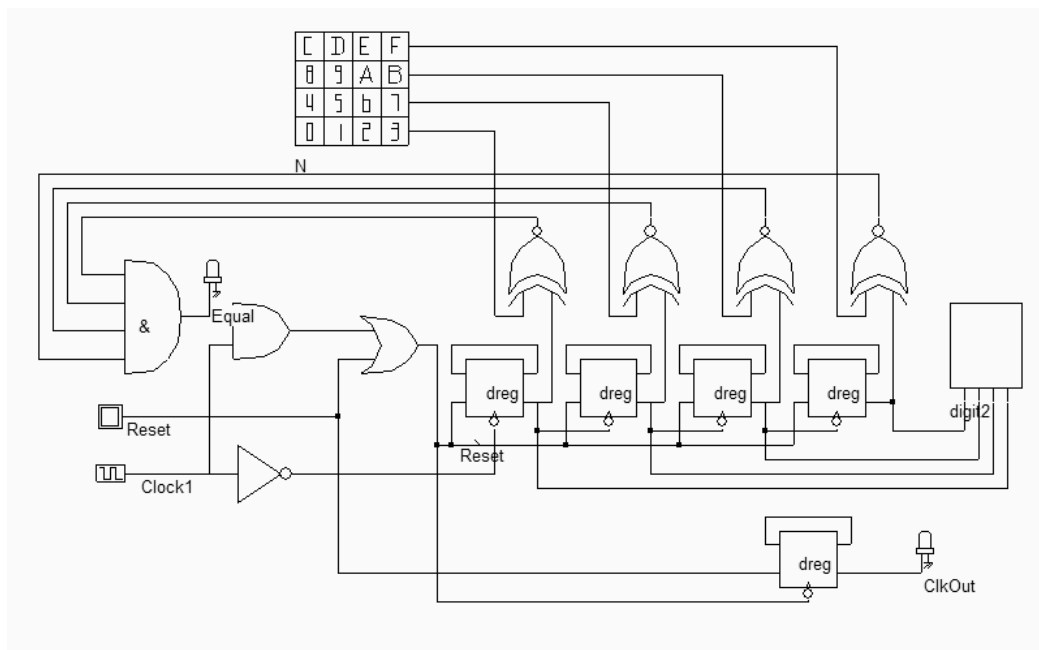 C D E F
8 9 A B
4 5 6 7
0 1 2 3
N
&
Equal
dreg dreg dreg dreg
digit2
Reset
Reset
Clock1
dreg
ClkOut